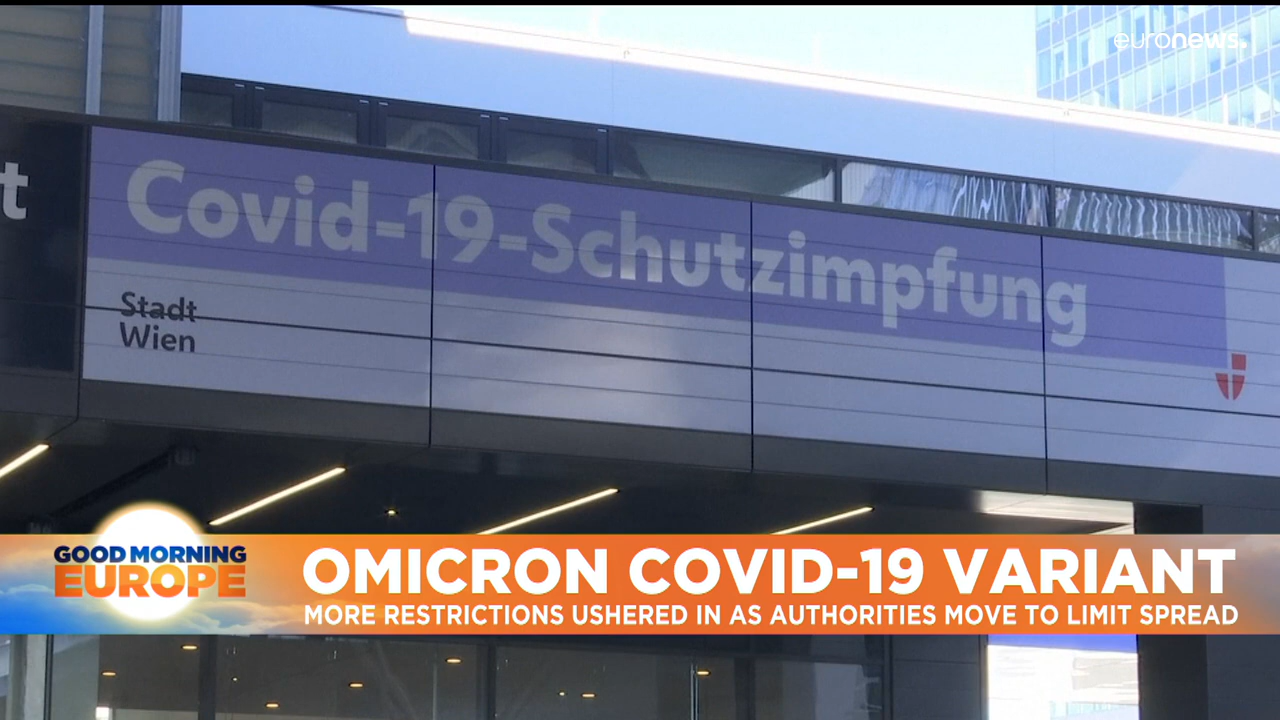 euronews.
t
Covid-19-Schutzimpfung
Stadt
Wien
GOOD MORNING
EUROPE
OMICRON COVID-19 VARIANT
MORE RESTRICTIONS USHERED IN AS AUTHORITIES MOVE TO LIMIT SPREAD